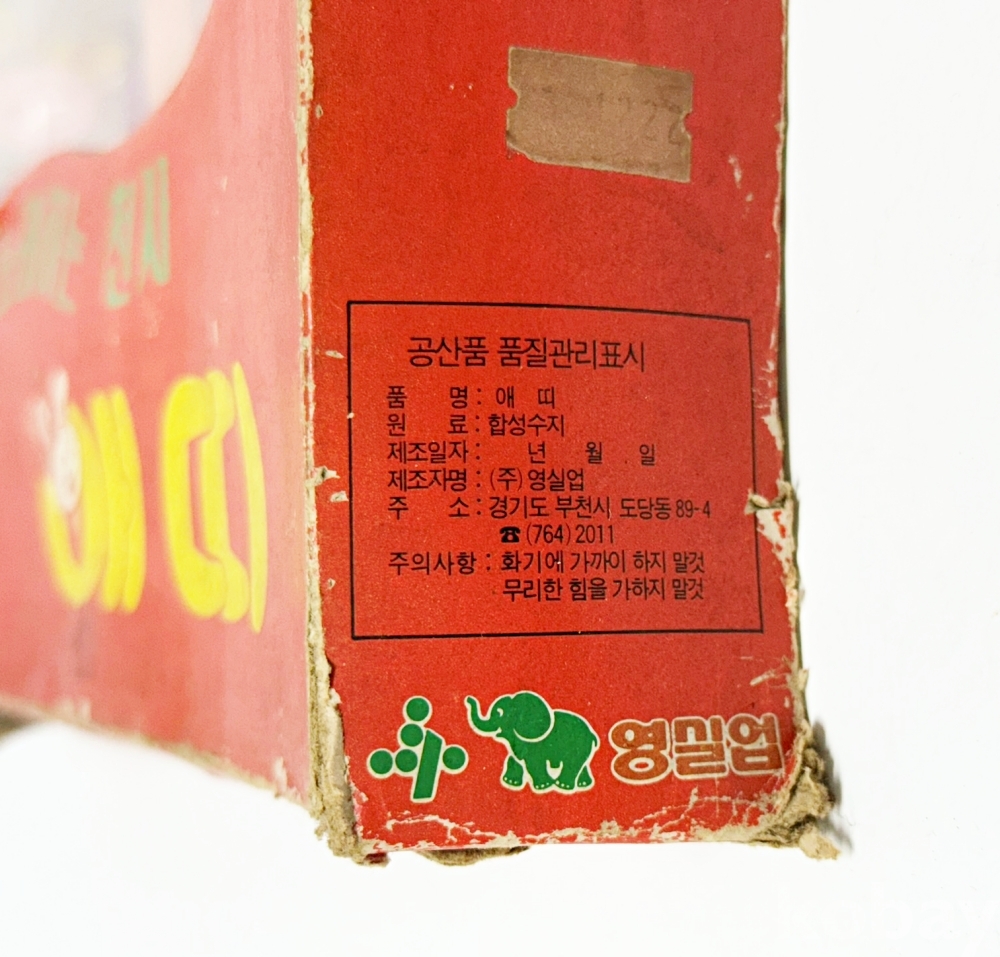 천사
애띠
공산품 품질관리표시
품 명 : 애 띠
원 료 : 합성수지
제조일자 : 년 월 일
제조자명 : (주) 영실업
주 소 : 경기도 부천시 도당동 89-4
☎ (764) 2011
주의사항 : 화기에 가까이 하지 말것
무리한 힘을 가하지 말것
영실업
kobay